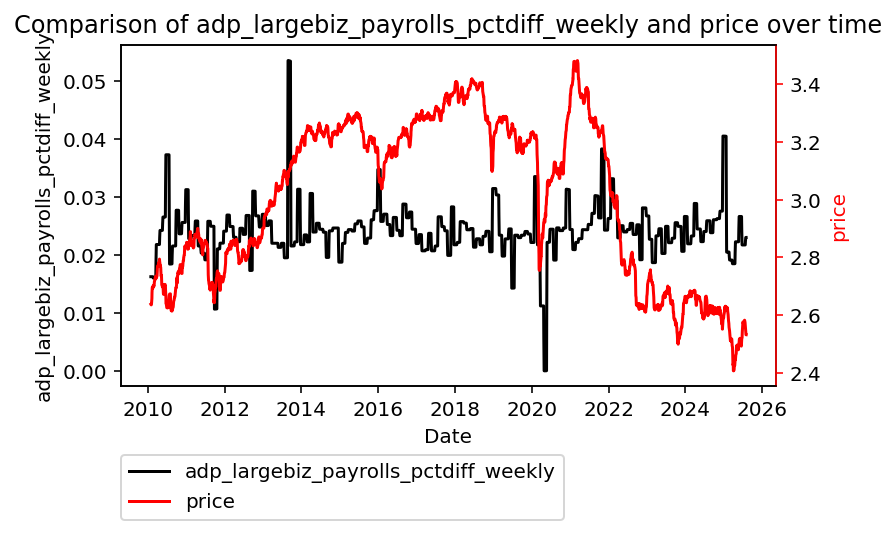 Comparison of adp_largebiz_payrolls_pctdiff_weekly and price over time
adp_largebiz_payrolls_pctdiff_weekly
0.05
0.04
0.03
0.02
0.01
0.00
3.4
3.2
3.0
2.8
2.6
2.4
price
2010 2012 2014 2016 2018 2020 2022 2024 2026
Date
adp_largebiz_payrolls_pctdiff_weekly
price